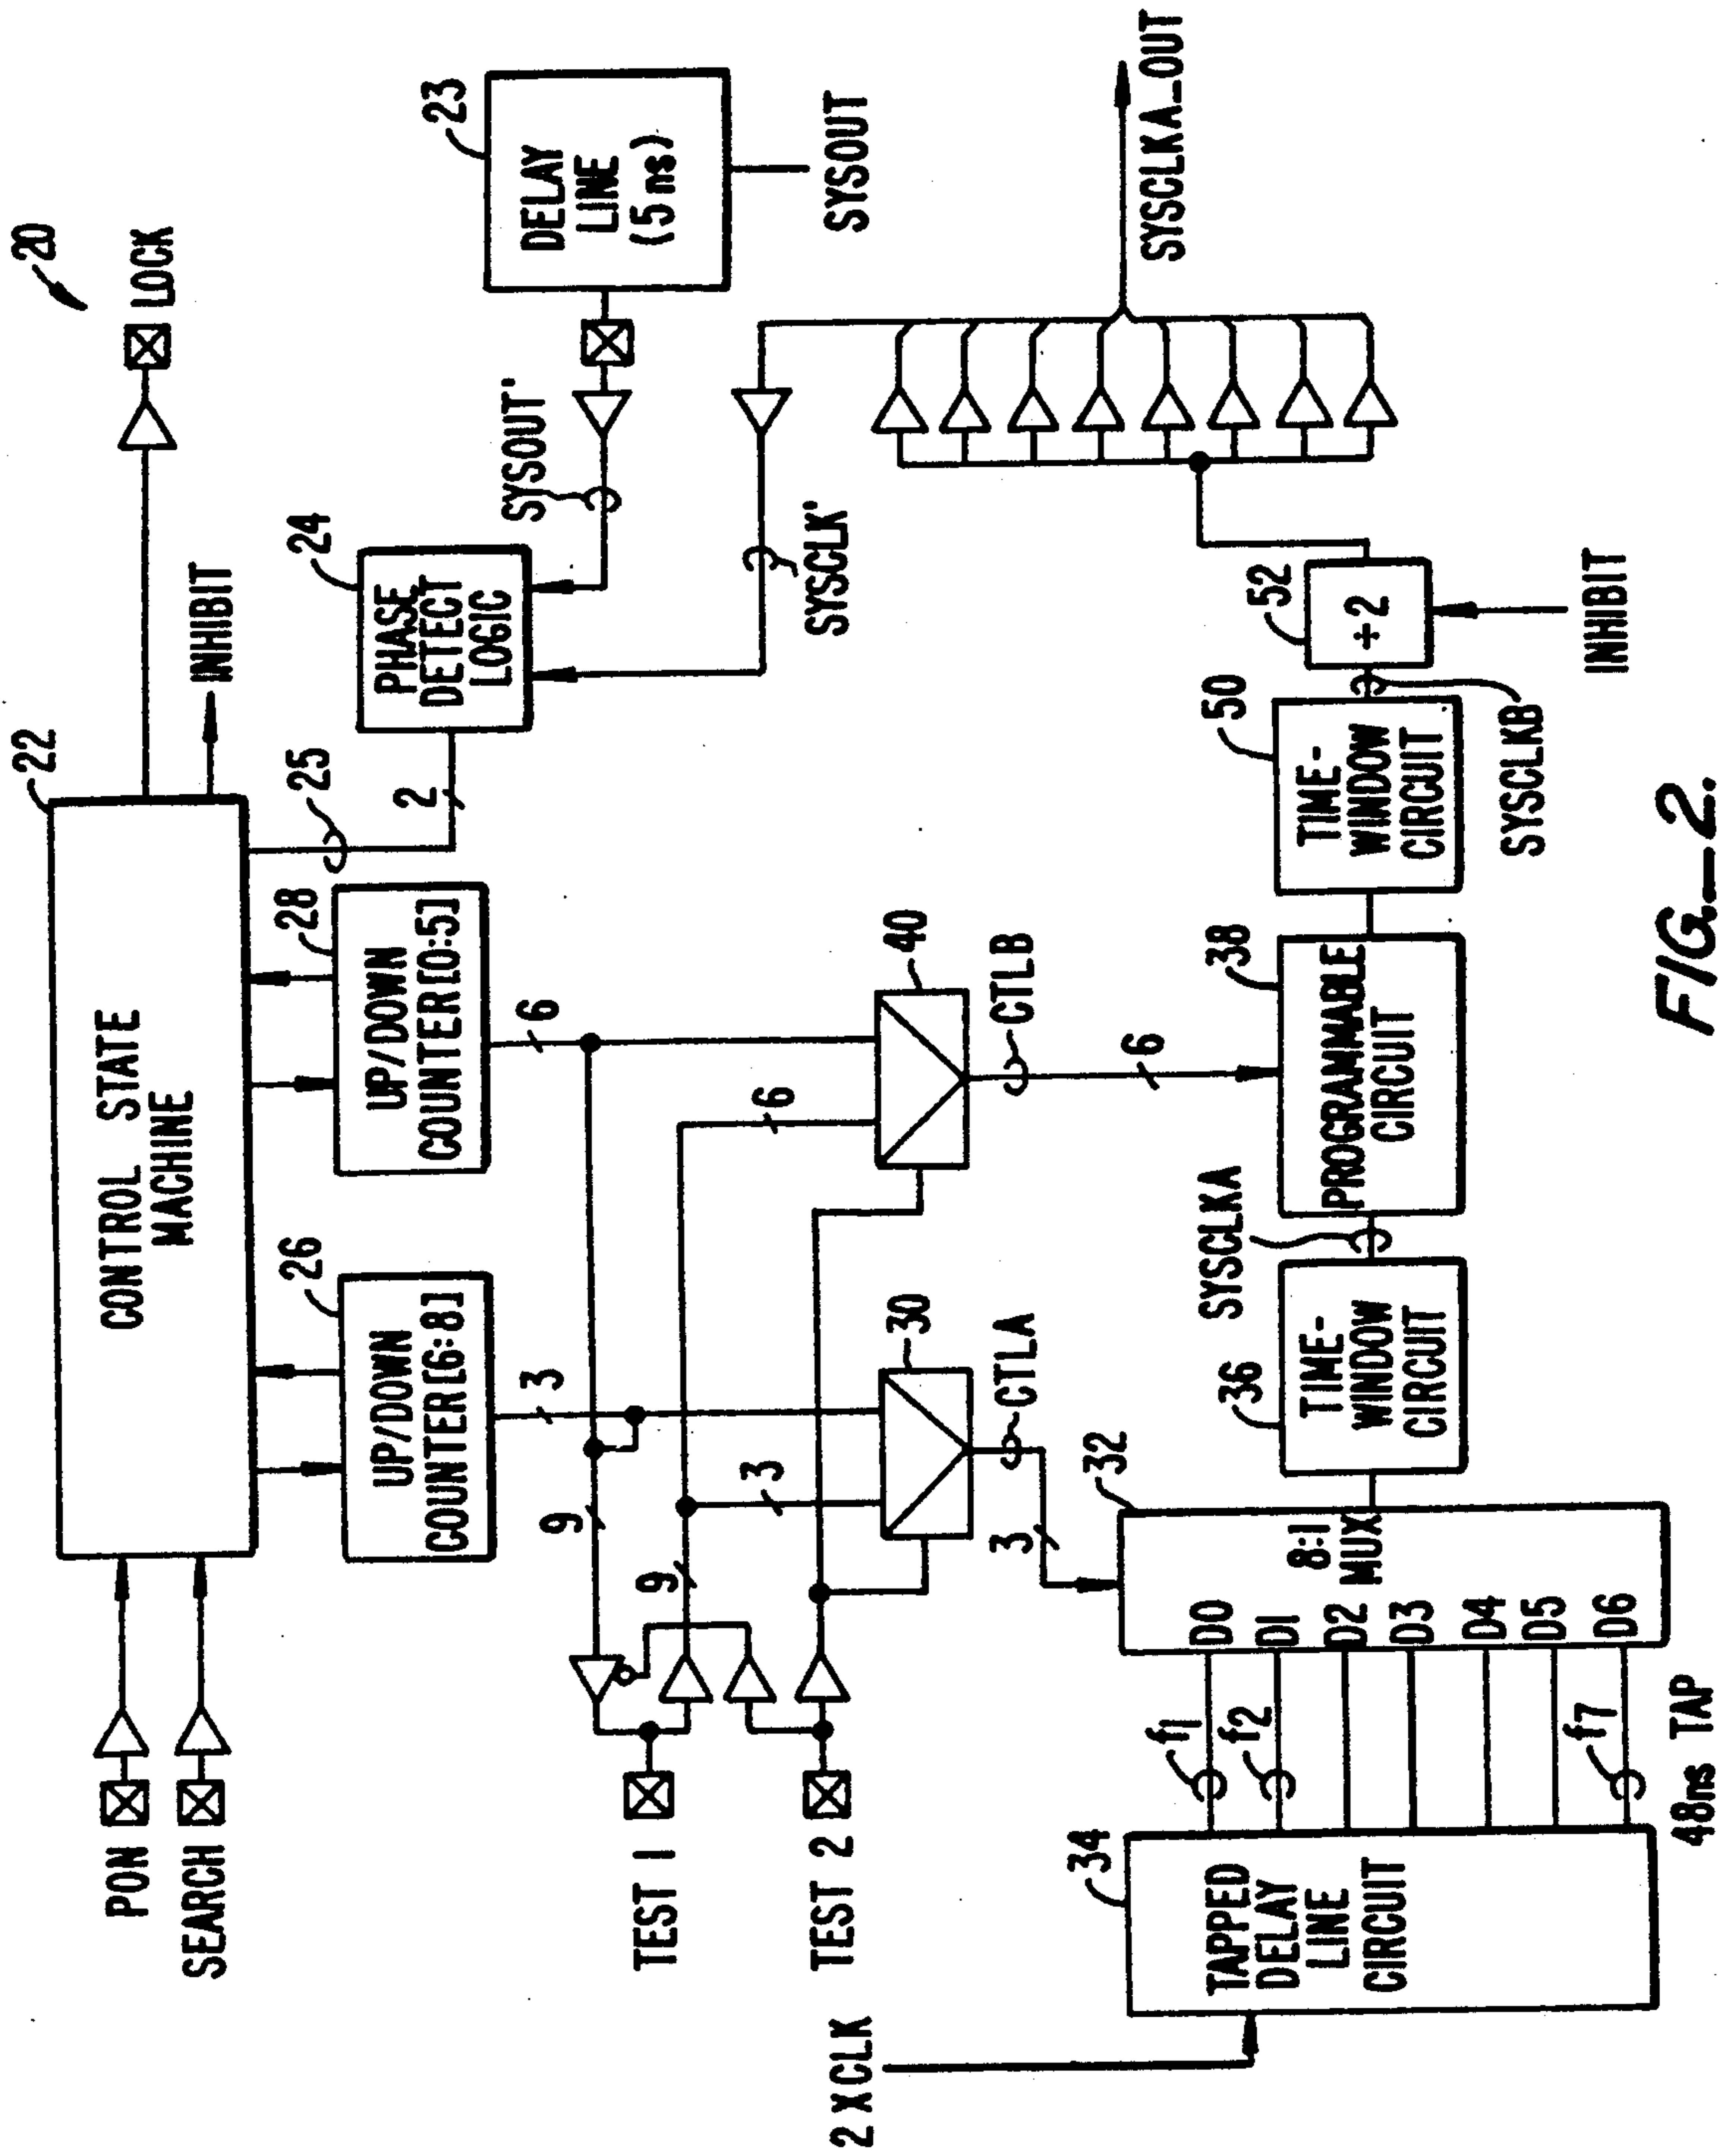 20
PON
SEARCH
22
CONTROL STATE
MACHINE
LOCK
INHIBIT
26
UP/DOWN
COUNTER[6:8]
28
UP/DOWN
COUNTER[0:5]
25
2
24
PHASE
DETECT
LOGIC
SYSOUT'
23
DELAY
LINE
(5 ns)
SYSOUT
SYSCLK'
3
6
9
9
TEST 1
TEST 2
3
6
30
40
CTLA
CTLB
3
6
2XCLK
34
TAPPED
DELAY
LINE
CIRCUIT
f1
f2
f7
48ns TAP
32
8:1
MUX
D0
D1
D2
D3
D4
D5
D6
36
TIME-
WINDOW
CIRCUIT
SYSCLKA
38
PROGRAMMABLE
CIRCUIT
50
TIME-
WINDOW
CIRCUIT
SYSCLKB
52
÷2
INHIBIT
SYSCLKA_OUT
FIG.—2.